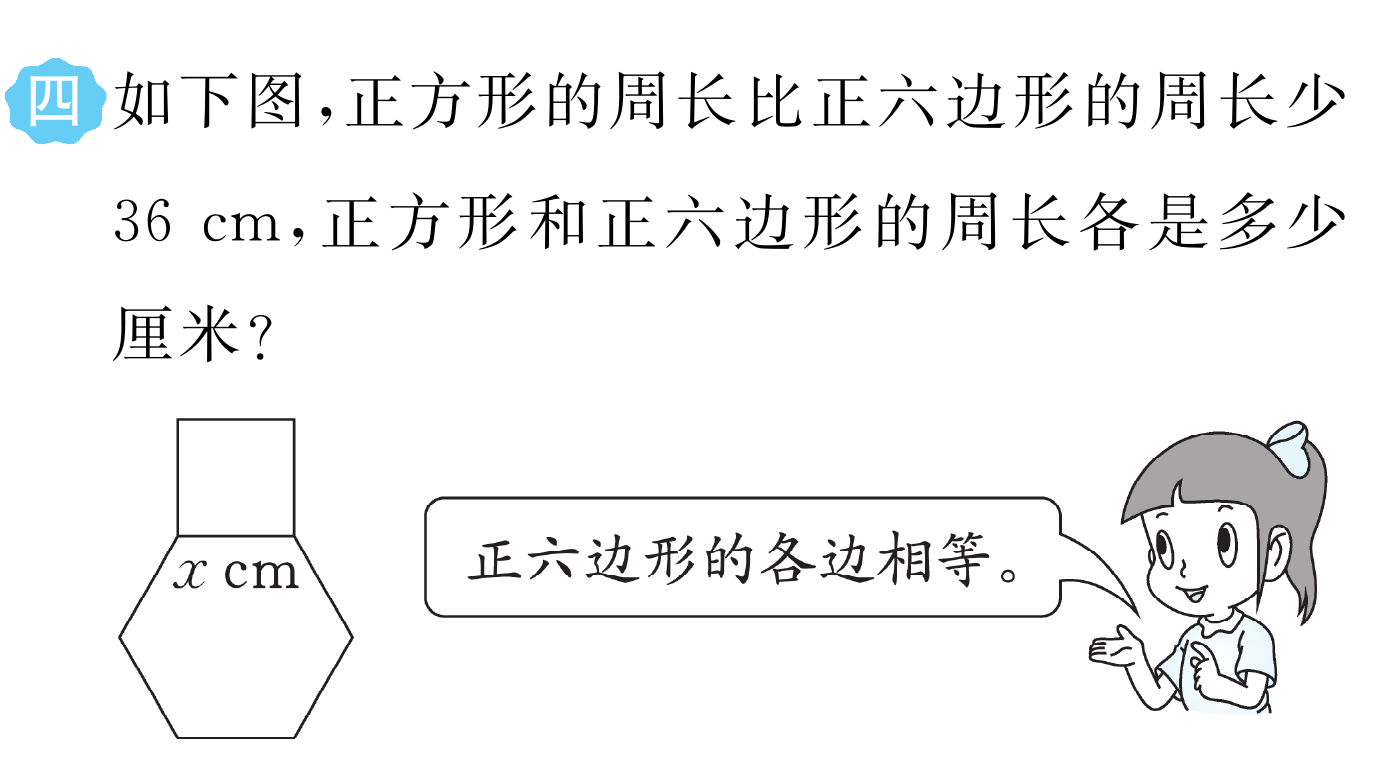 四 如下图,正方形的周长比正六边形的周长少
36 cm,正方形和正六边形的周长各是多少
厘米?
x cm
正六边形的各边相等。